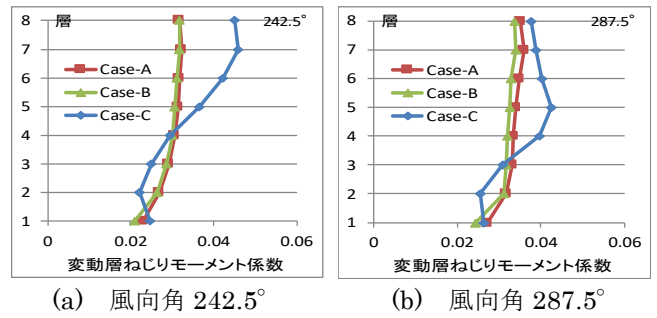 層
242.5°
8
7
6
5
4
3
2
1
Case-A
Case-B
Case-C
0
0.02
0.04
0.06
変動層ねじりモーメント係数
(a) 風向角 242.5°
層
287.5°
8
7
6
5
4
3
2
1
Case-A
Case-B
Case-C
0
0.02
0.04
0.06
変動層ねじりモーメント係数
(b) 風向角 287.5°